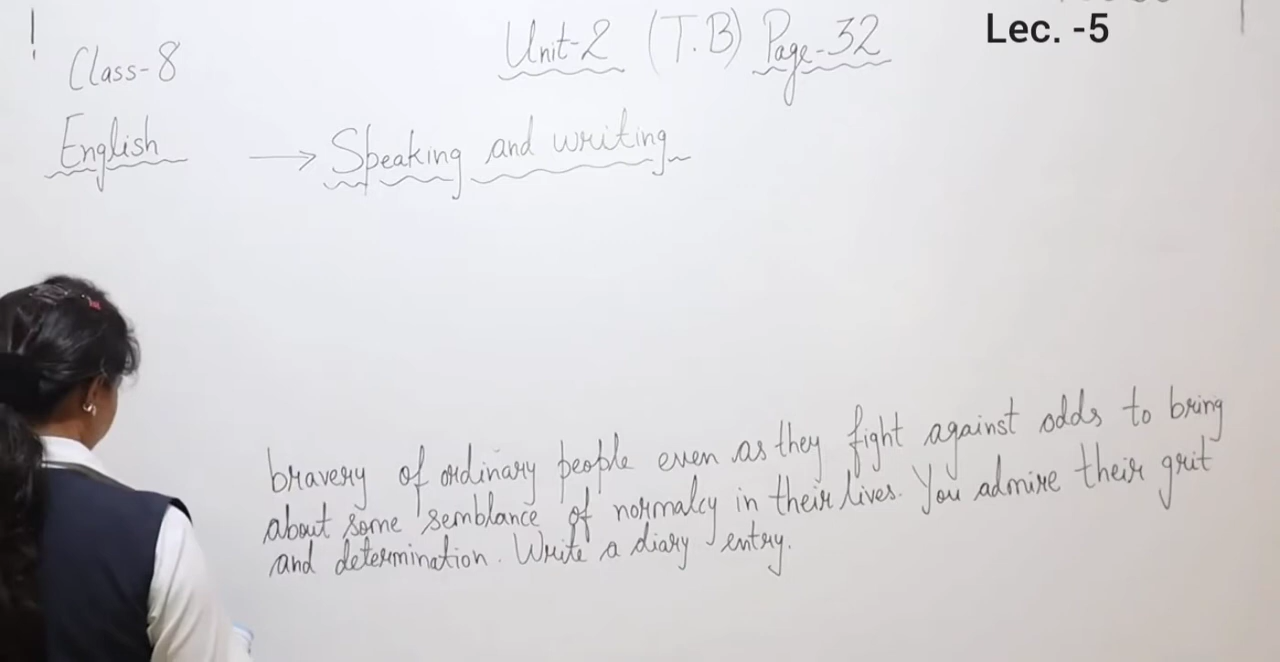 Unit-2 (T.B) Page-32
Lec. -5
Class-8
English
→ Speaking and writing
bravery of ordinary people even as they fight against odds to bring
about some semblance of normalcy in their lives. You admire their grit
and determination. Write a diary entry.